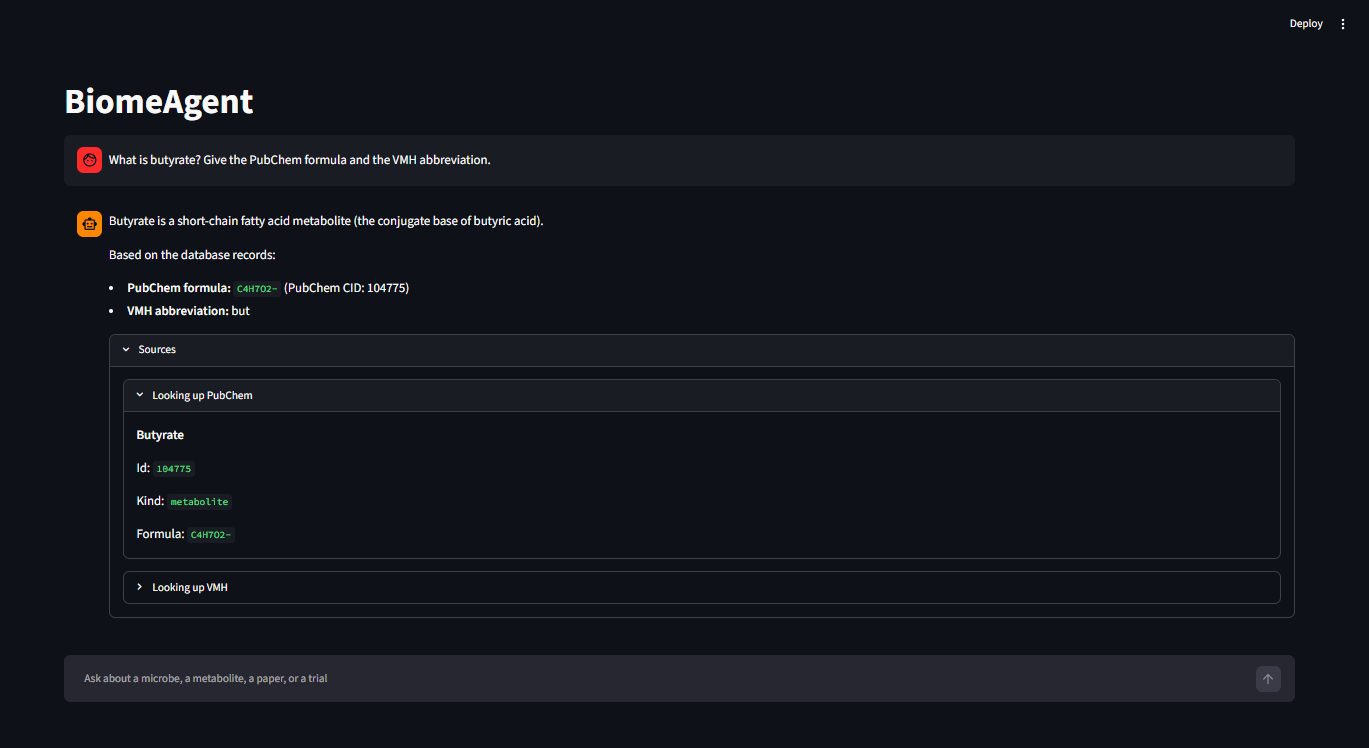 Deploy
BiomeAgent
What is butyrate? Give the PubChem formula and the VMH abbreviation.
Butyrate is a short-chain fatty acid metabolite (the conjugate base of butyric acid).
Based on the database records:
• PubChem formula: C4H7O2- (PubChem CID: 104775)
• VMH abbreviation: but
Sources
Looking up PubChem
Butyrate
Id: 104775
Kind: metabolite
Formula: C4H7O2-
Looking up VMH
Ask about a microbe, a metabolite, a paper, or a trial